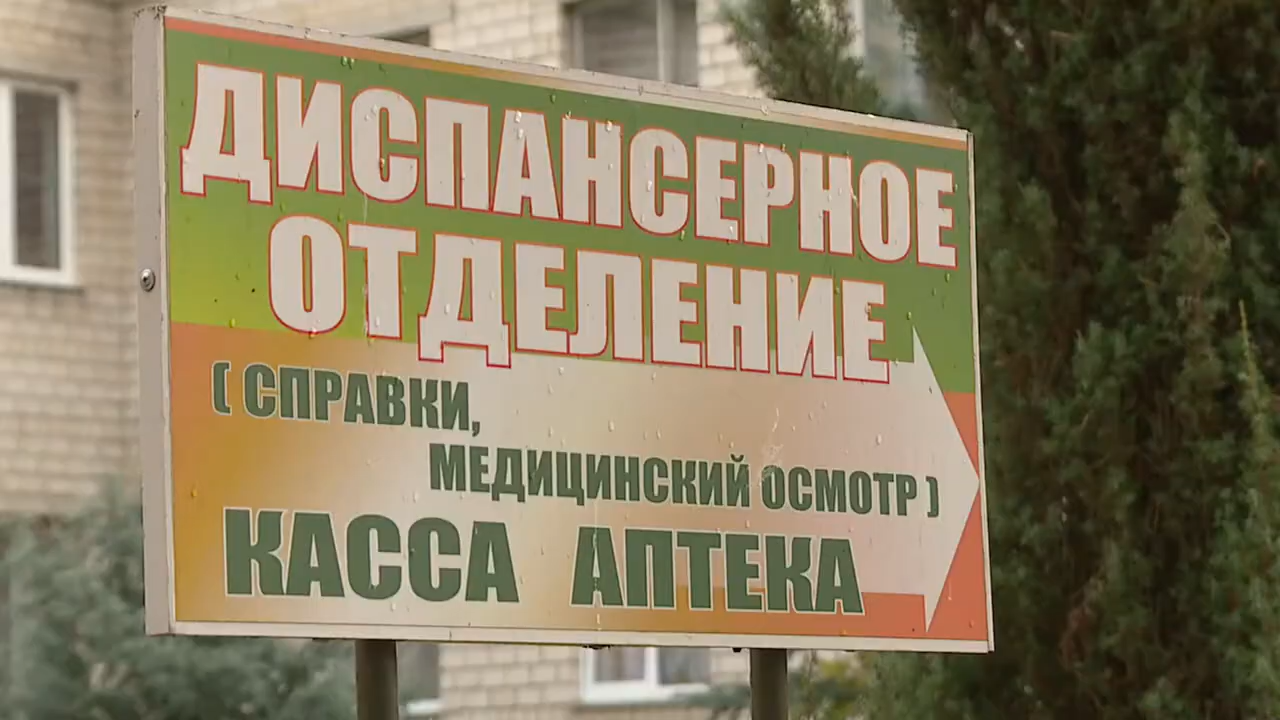 ДИСПАНСЕРНОЕ
ОТДЕЛЕНИЕ
( СПРАВКИ,
МЕДИЦИНСКИЙ ОСМОТР )
КАССА АПТЕКА